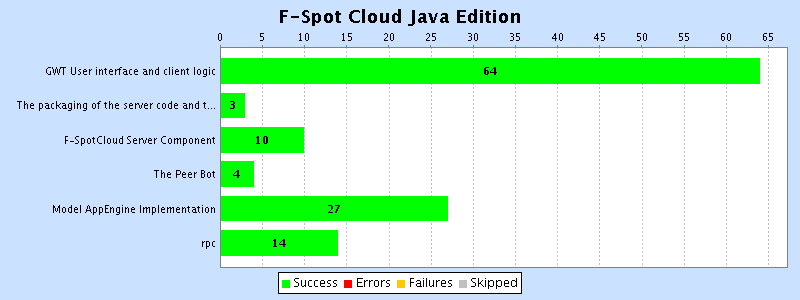 F-Spot Cloud Java Edition
0 5 10 15 20 25 30 35 40 45 50 55 60 65
GWT User interface and client logic 64
The packaging of the server code and t... 3
F-SpotCloud Server Component 10
The Peer Bot 4
Model AppEngine Implementation 27
rpc 14
Success Errors Failures Skipped